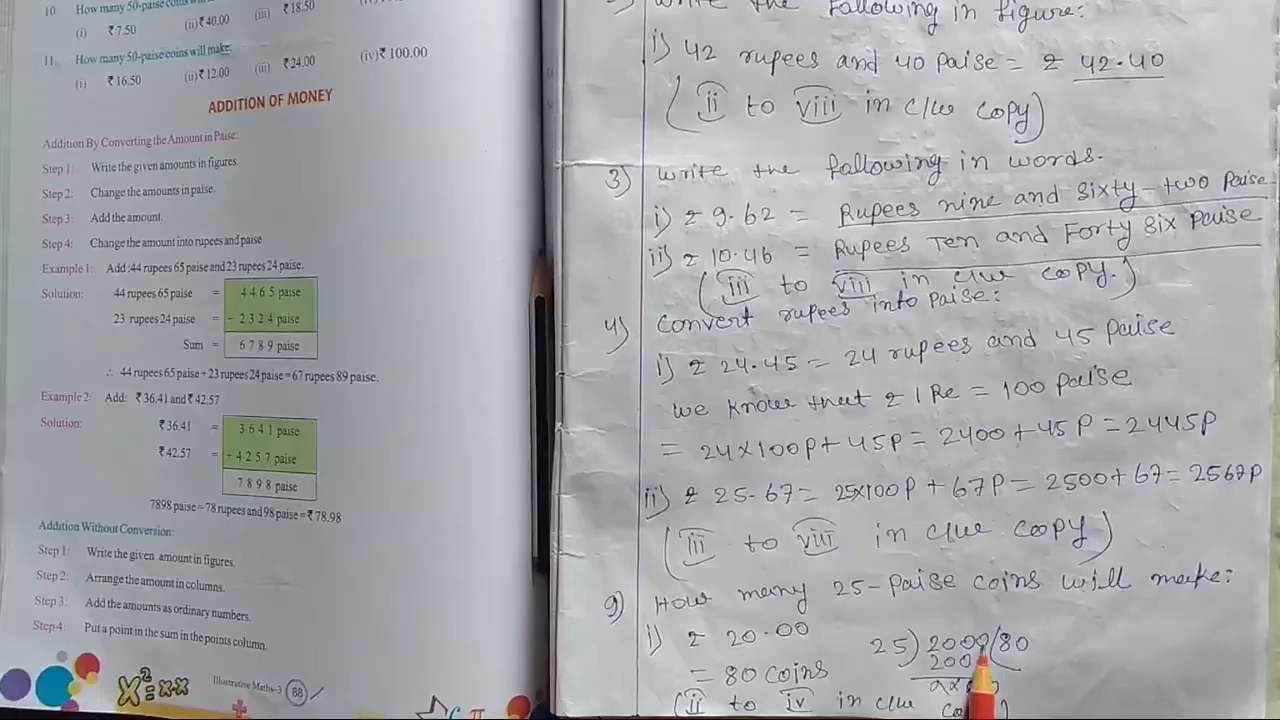 10 How many 50-paise coins
(i) ₹7.50 (ii) ₹40.00 (iii) ₹18.50
11. How many 50-paise coins will make:
(i) ₹16.50 (ii) ₹12.00 (iii) ₹24.00 (iv) ₹100.00
ADDITION OF MONEY
Addition By Converting the Amount in Paise:
Step 1: Write the given amounts in figures.
Step 2: Change the amounts in paise.
Step 3: Add the amount.
Step 4: Change the amount into rupees and paise
Example 1: Add :44 rupees 65 paise and 23 rupees 24 paise.
Solution: 44 rupees 65 paise = 4 4 6 5 paise
23 rupees 24 paise = - 2 3 2 4 paise
Sum = 6 7 8 9 paise
∴ 44 rupees 65 paise + 23 rupees 24 paise = 67 rupees 89 paise.
Example 2: Add: ₹36.41 and ₹42.57
Solution: ₹36.41 = 3 6 4 1 paise
₹42.57 = - 4 2 5 7 paise
7 8 9 8 paise
7898 paise = 78 rupees and 98 paise = ₹78.98
Addition Without Conversion:
Step 1: Write the given amount in figures.
Step 2: Arrange the amount in columns.
Step 3: Add the amounts as ordinary numbers.
Step 4: Put a point in the sum in the points column.
x²=x·x
Illustrative Maths-3 68
Write the following in figure:
i) 42 rupees and 40 paise = ₹ 42.40
(ii to viii in c/w copy)
3) write the following in words.
i) ₹ 9.62 = Rupees nine and sixty-two paise
ii) ₹ 10.46 = Rupees Ten and Forty six paise
(iii to viii in c/w copy.)
4) Convert rupees into paise:
i) ₹ 24.45 = 24 rupees and 45 paise
we know that ₹ 1 Re = 100 paise
= 24×100P + 45P = 2400 + 45P = 2445P
ii) ₹ 25.67 = 25×100P + 67P = 2500 + 67 = 2567P
(iii to viii in c/w copy)
9) How many 25-paise coins will make:
i) ₹ 20.00 25)2000(80
= 80 coins 200
(ii to iv in c/w